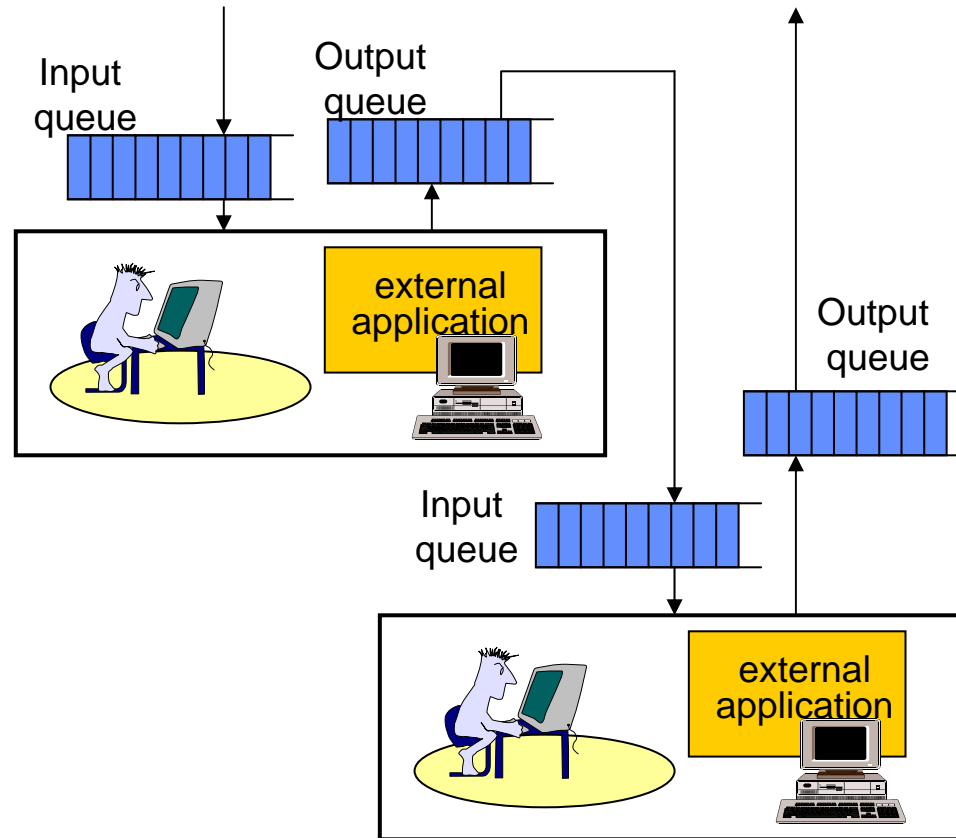 Input
queue
Output
queue
external
application
Output
queue
Input
queue
external
application